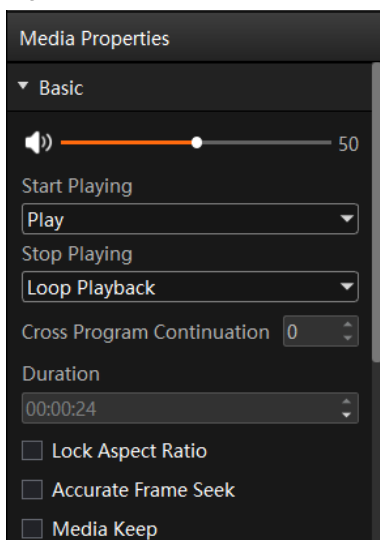 Media Properties
Basic
50
Start Playing
Play
Stop Playing
Loop Playback
Cross Program Continuation 0
Duration
00:00:24
Lock Aspect Ratio
Accurate Frame Seek
Media Keep